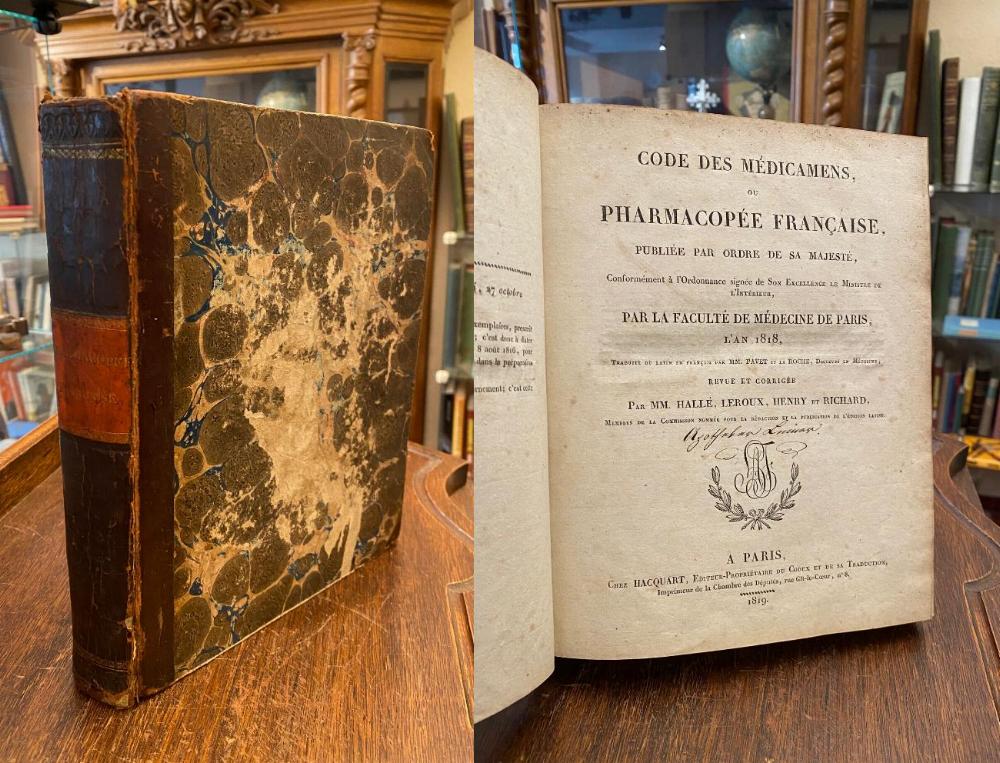 27 octobre
exemplaires, prescrit
; c'est donc à dater
8 août 1816, pour
dans la préparation
rnement; c'est cette
CODE DES MÉDICAMENS,
OU
PHARMACOPÉE FRANÇAISE,
PUBLIÉE PAR ORDRE DE SA MAJESTÉ,
Conformément à l'Ordonnance signée de SON EXCELLENCE LE MINISTRE DE
L'INTÉRIEUR,
PAR LA FACULTÉ DE MÉDECINE DE PARIS,
L'AN 1818,
TRADUITE DU LATIN EN FRANÇAIS PAR MM. PAVET ET LA ROCHE, DOCTEURS EN MÉDECINE;
REVUE ET CORRIGÉE
PAR MM. HALLÉ, LEROUX, HENRY ET RICHARD,
MEMBRES DE LA COMMISSION NOMMÉE POUR LA RÉDACTION ET LA PUBLICATION DE L'ÉDITION LATINE.
Apotheker
A PARIS,
CHEZ HACQUART, ÉDITEUR-PROPRIÉTAIRE DU CODEX ET DE SA TRADUCTION,
Imprimeur de la Chambre des Députés, rue Gît-le-Cœur, n° 8.
1819.